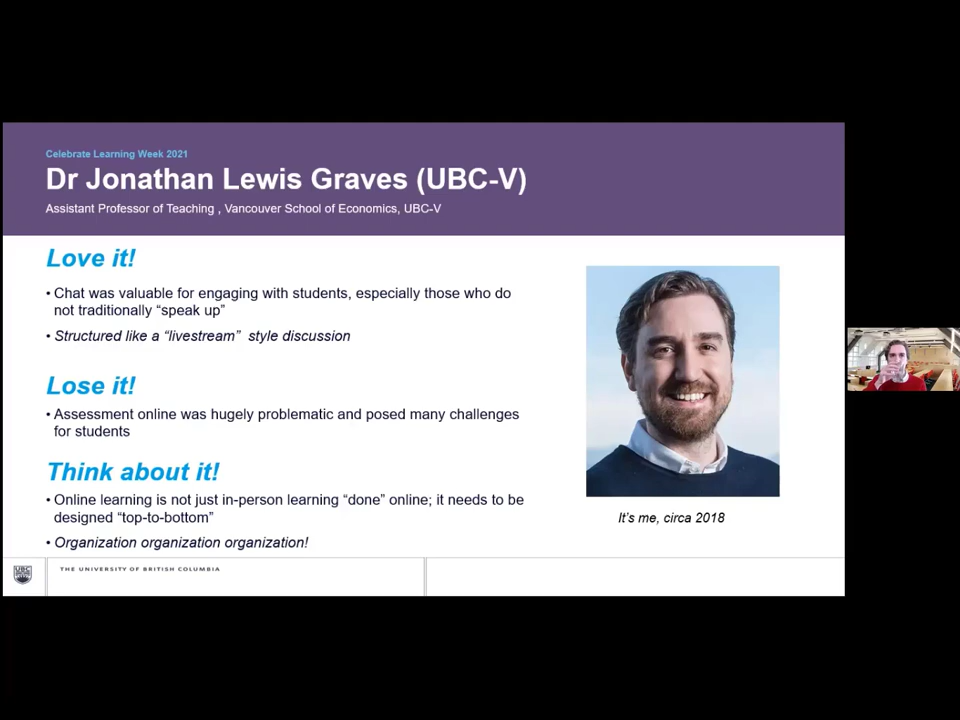 Celebrate Learning Week 2021
Dr Jonathan Lewis Graves (UBC-V)
Assistant Professor of Teaching , Vancouver School of Economics, UBC-V
Love it!
• Chat was valuable for engaging with students, especially those who do
not traditionally “speak up”
• Structured like a “livestream” style discussion
Lose it!
• Assessment online was hugely problematic and posed many challenges
for students
Think about it!
• Online learning is not just in-person learning “done” online; it needs to be
designed “top-to-bottom”
• Organization organization organization!
It’s me, circa 2018
UBC
THE UNIVERSITY OF BRITISH COLUMBIA